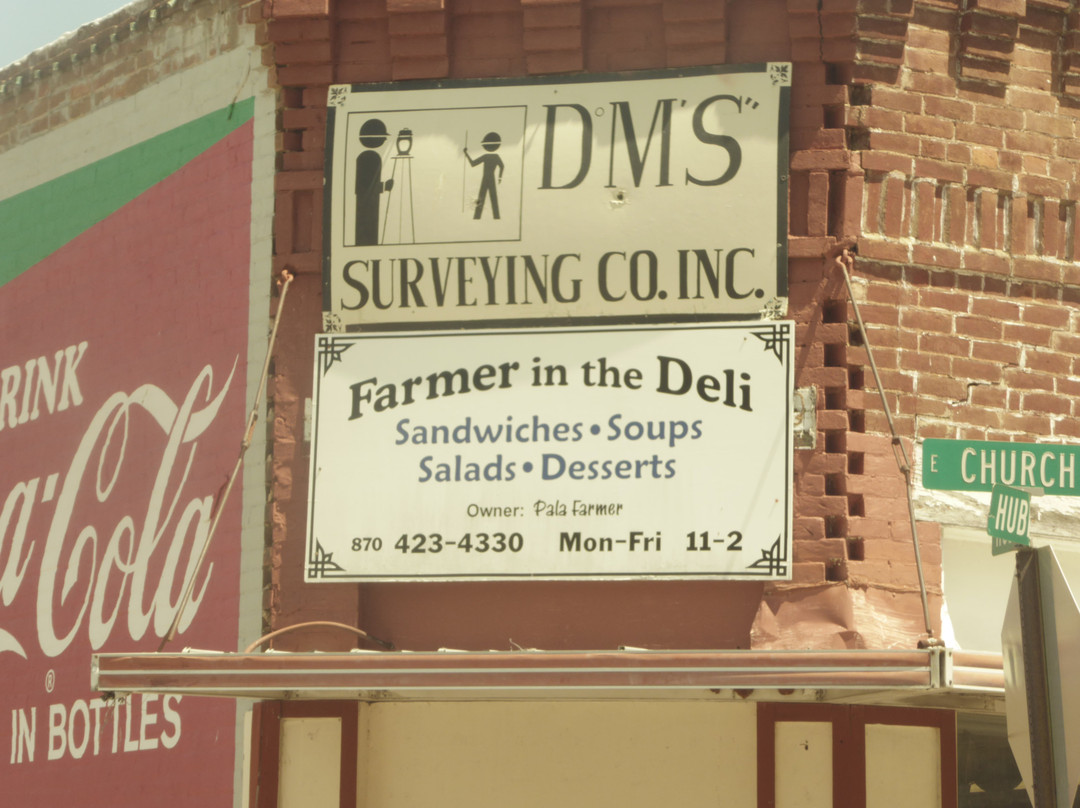 D°M'S"
SURVEYING CO. INC.
Farmer in the Deli
Sandwiches • Soups
Salads • Desserts
Owner: Pala Farmer
870 423-4330 Mon-Fri 11-2
RINK
a-Cola
®
IN BOTTLES
E CHURCH
HUB